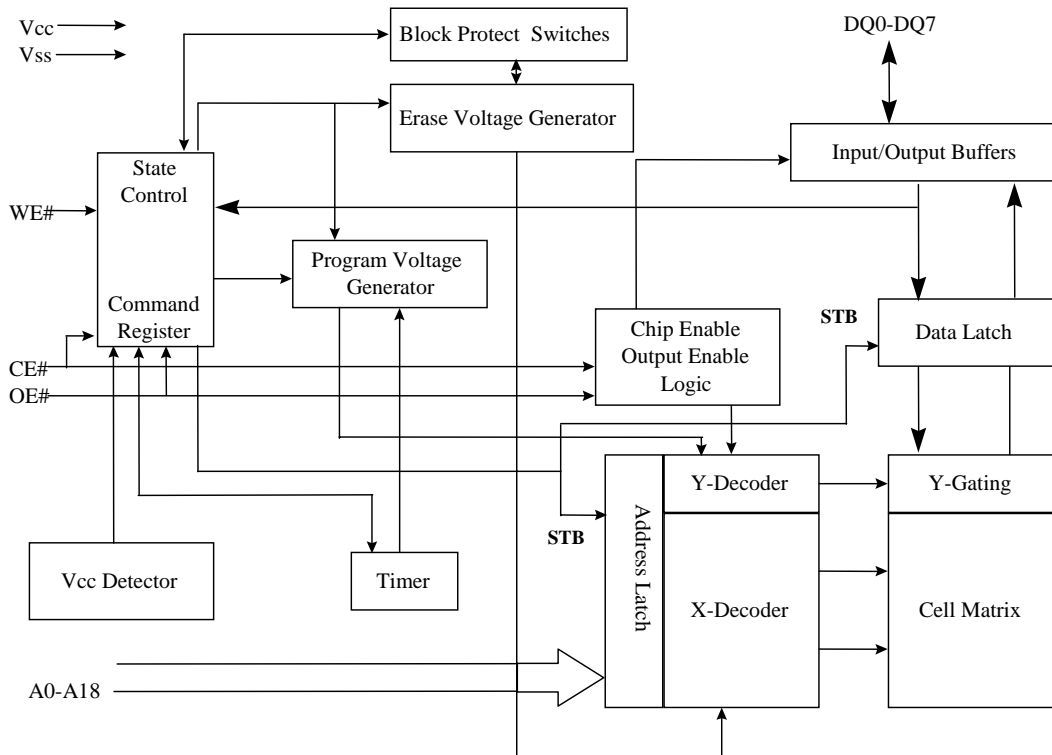 Vcc
Vss
Block Protect Switches
DQ0-DQ7
Erase Voltage Generator
Input/Output Buffers
State
Control
WE#
Program Voltage
Generator
Command
Register
STB
Chip Enable
Output Enable
Logic
Data Latch
CE#
OE#
Y-Decoder
Y-Gating
STB
Address Latch
Vcc Detector
Timer
X-Decoder
Cell Matrix
A0-A18